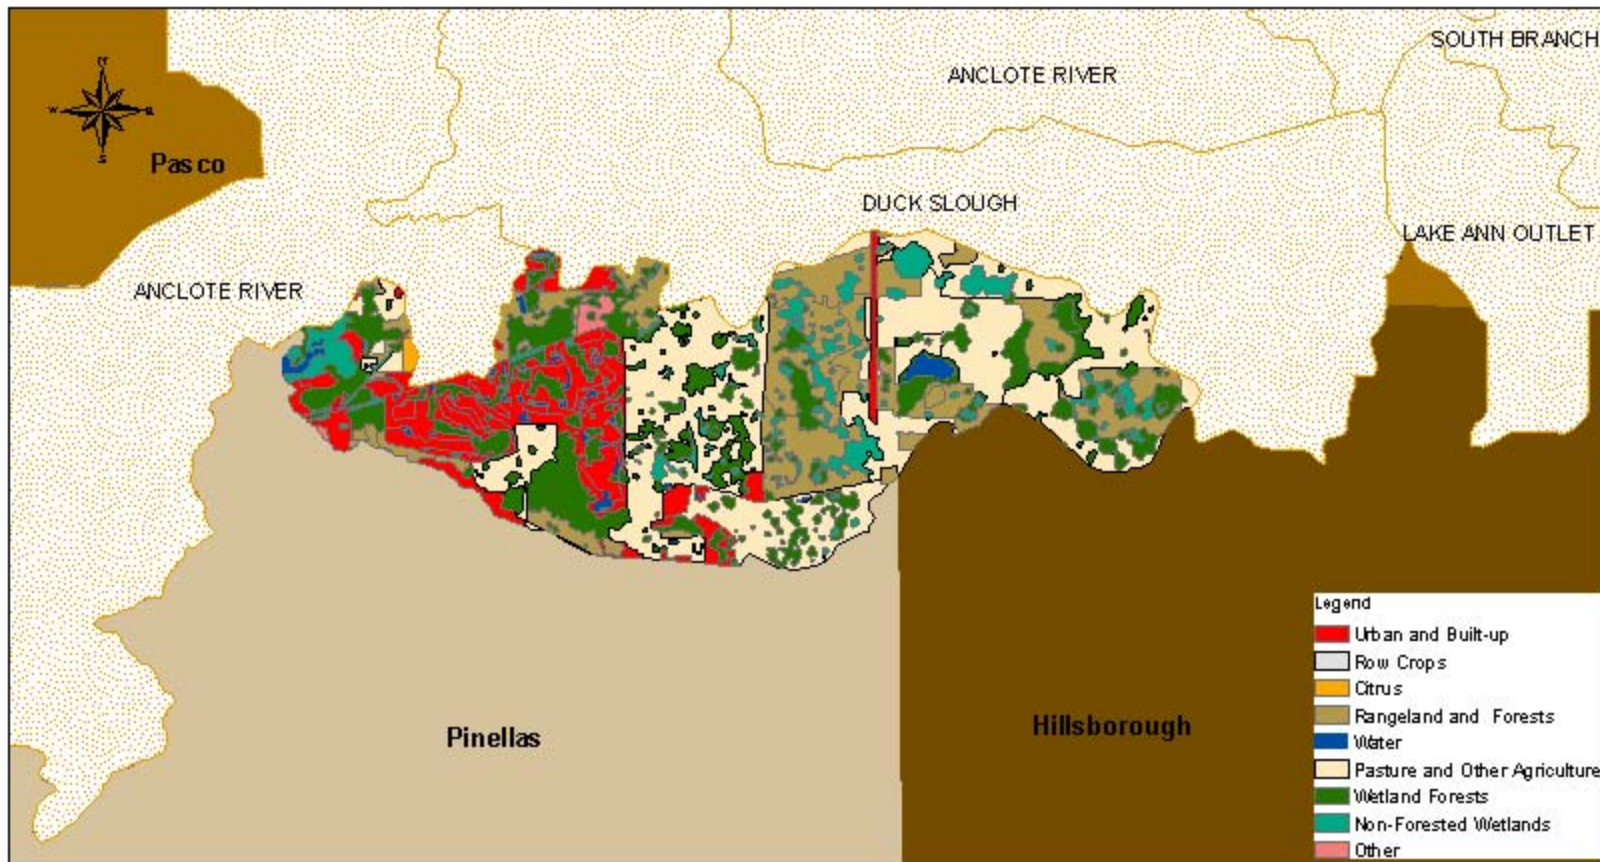 SOUTH BRANCH
ANCLOTE RIVER
N
W E
S
Pasco
DUCK SLOUGH
LAKE ANN OUTLET
ANCLOTE RIVER
Pinellas
Hillsborough
Legend
Urban and Built-up
Row Crops
Citrus
Rangeland and Forests
Water
Pasture and Other Agriculture
Wetland Forests
Non-Forested Wetlands
Other